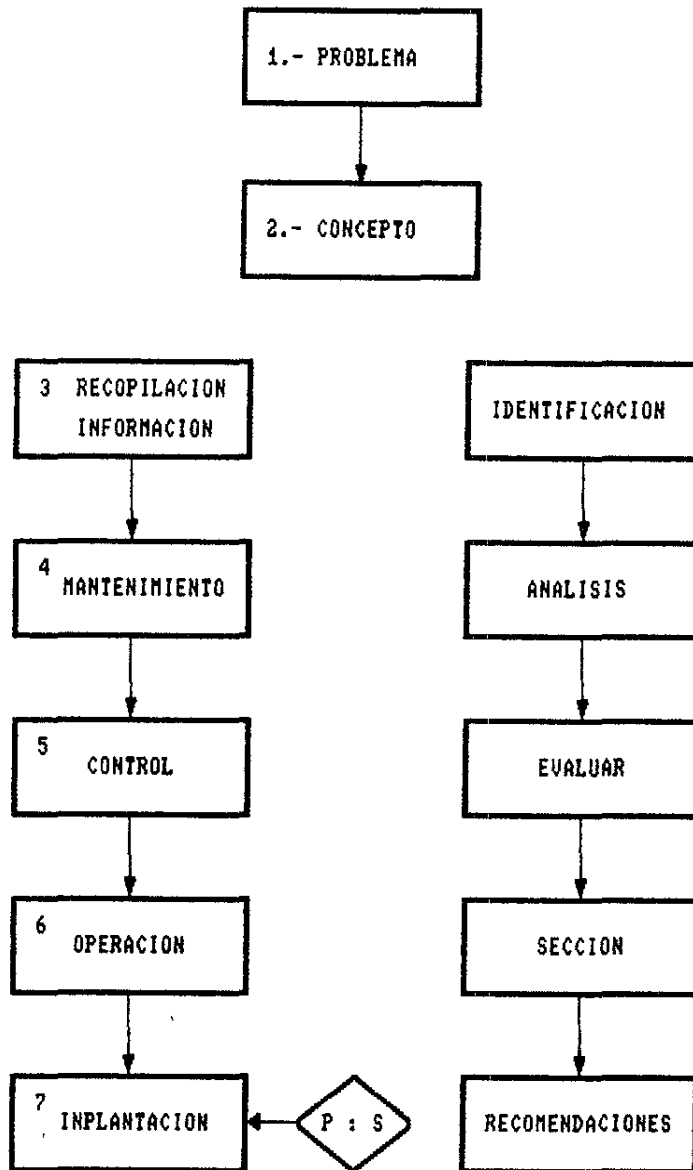 1.- PROBLEMA
2.- CONCEPTO
3 RECOPILACION
INFORMACION
IDENTIFICACION
4 MANTENIMIENTO
ANALISIS
5 CONTROL
EVALUAR
6 OPERACION
SECCION
7 INPLANTACION
P : S
RECOMENDACIONES